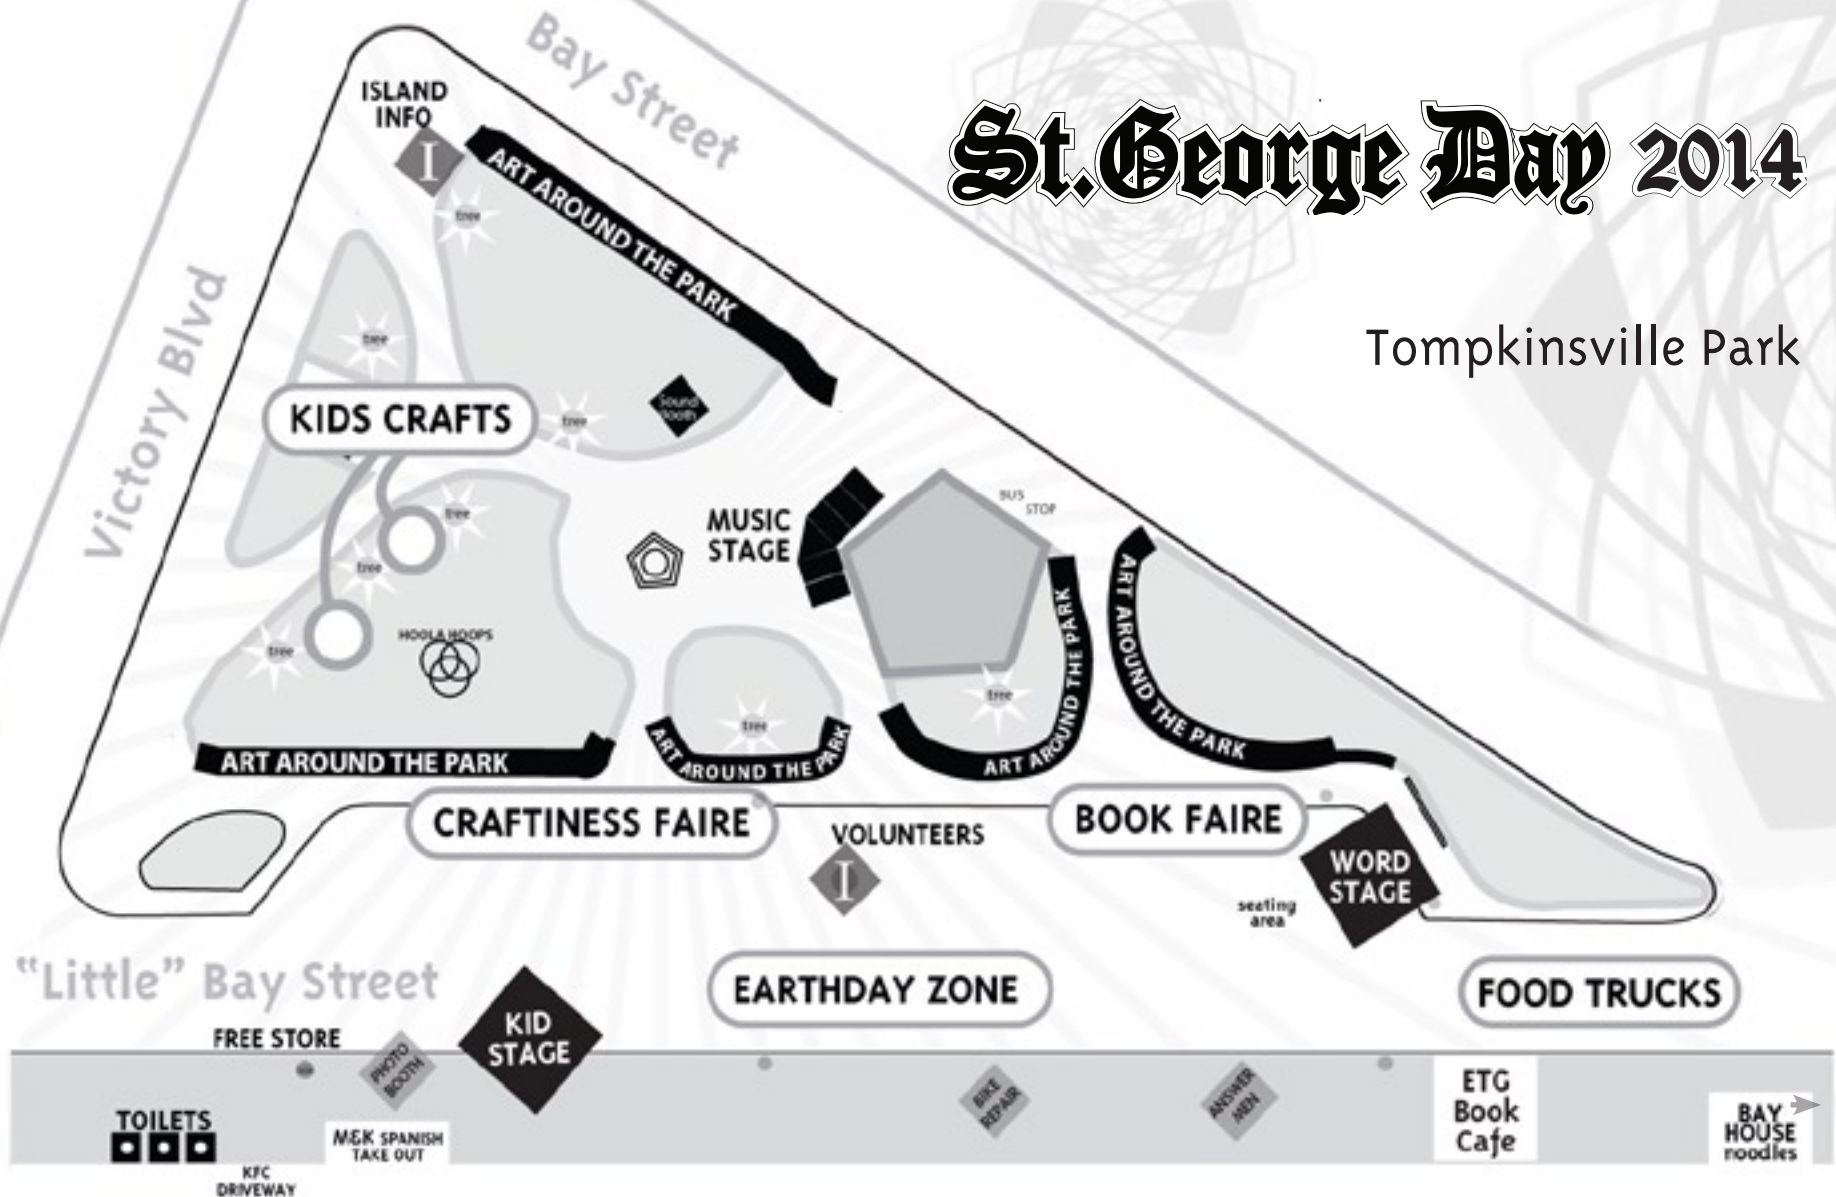 Bay Street
ISLAND
INFO
I
St. George Day 2014
ART AROUND THE PARK
tree
Tompkinsville Park
Victory Blvd
tree
Sound
Booth
KIDS CRAFTS
tree
BUS
STOP
tree
MUSIC
STAGE
tree
ART AROUND THE PARK
ART AROUND THE PARK
HOOLA HOOPS
tree
tree
tree
ART AROUND THE PARK
ART AROUND THE PARK
CRAFTINESS FAIRE
VOLUNTEERS
I
BOOK FAIRE
WORD
STAGE
seating
area
"Little" Bay Street
EARTHDAY ZONE
FOOD TRUCKS
FREE STORE
KID
STAGE
PHOTO
BOOTH
BIKE
REPAIR
ANSWER
MEN
ETG
Book
Cafe
TOILETS
M&K SPANISH
TAKE OUT
BAY
HOUSE
noodles
KFC
DRIVEWAY